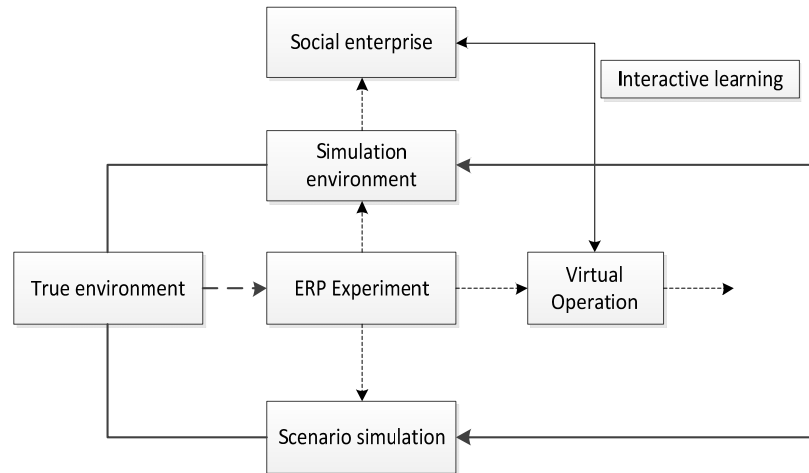 Social enterprise
Interactive learning
Simulation
environment
True environment
ERP Experiment
Virtual
Operation
Scenario simulation